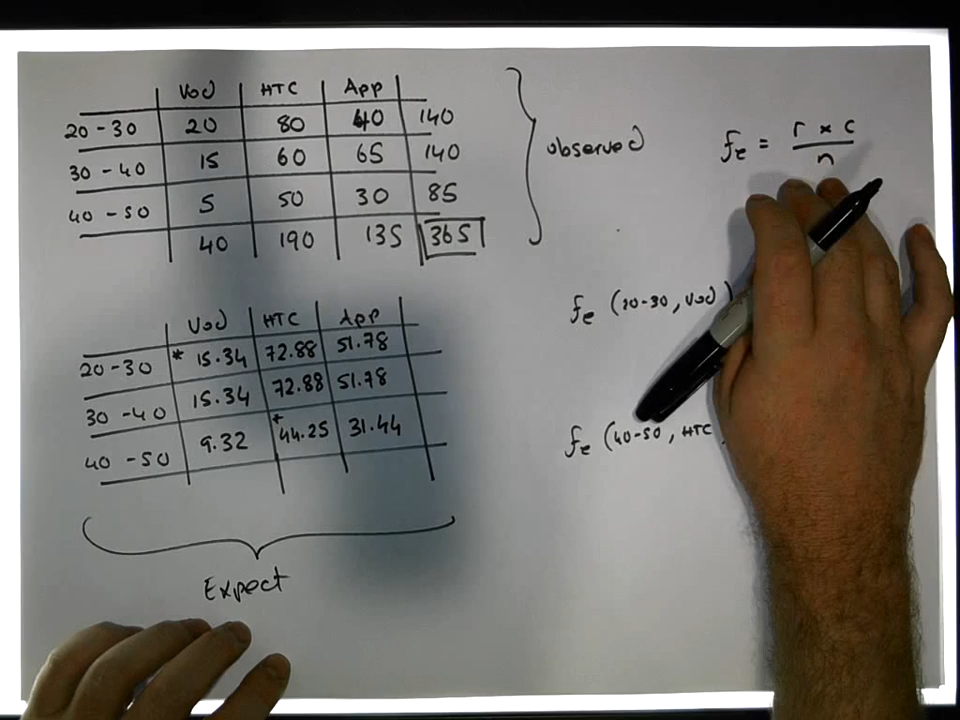 Vod HTC App
20-30 20 80 40 140
30-40 15 60 65 140
40-50 5 50 30 85
40 190 135 365
observed
fe = r × c
n
Vod HTC App
20-30 * 15.34 72.88 51.78
30-40 15.34 72.88 51.78
40-50 9.32 *44.25 31.44
Expect
fe (20-30, Vod)
fe (40-50, HTC